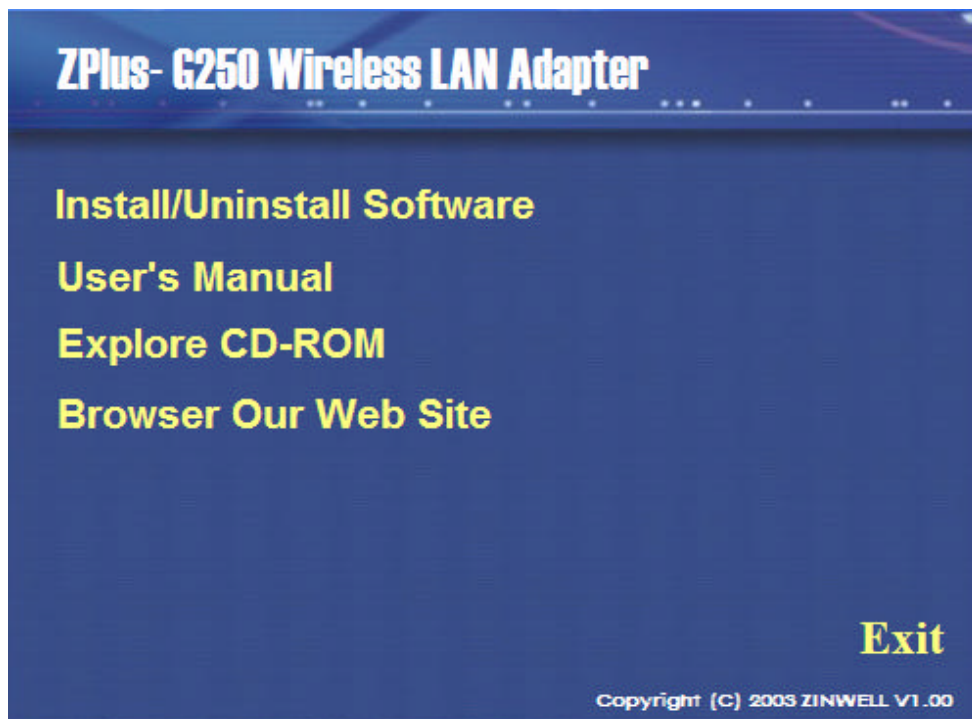 ZPlus- G250 Wireless LAN Adapter
Install/Uninstall Software
User's Manual
Explore CD-ROM
Browser Our Web Site
Exit
Copyright (C) 2003 ZINWELL V1.00